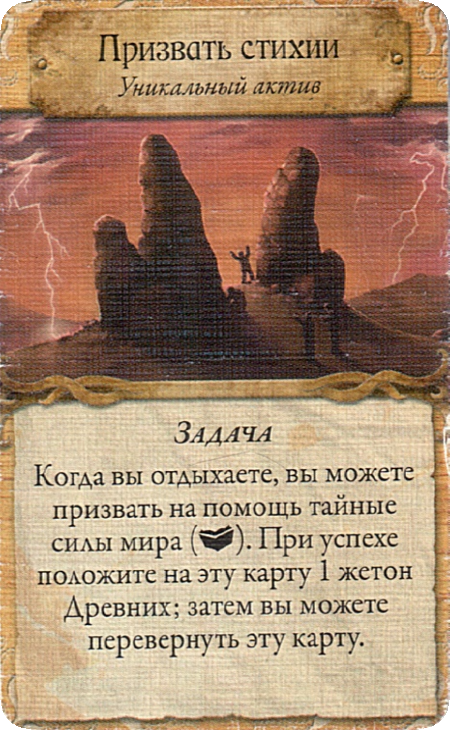 Призвать стихии
Уникальный актив
Задача
Когда вы отдыхаете, вы можете
призвать на помощь тайные
силы мира (). При успехе
положите на эту карту 1 жетон
Древних; затем вы можете
перевернуть эту карту.